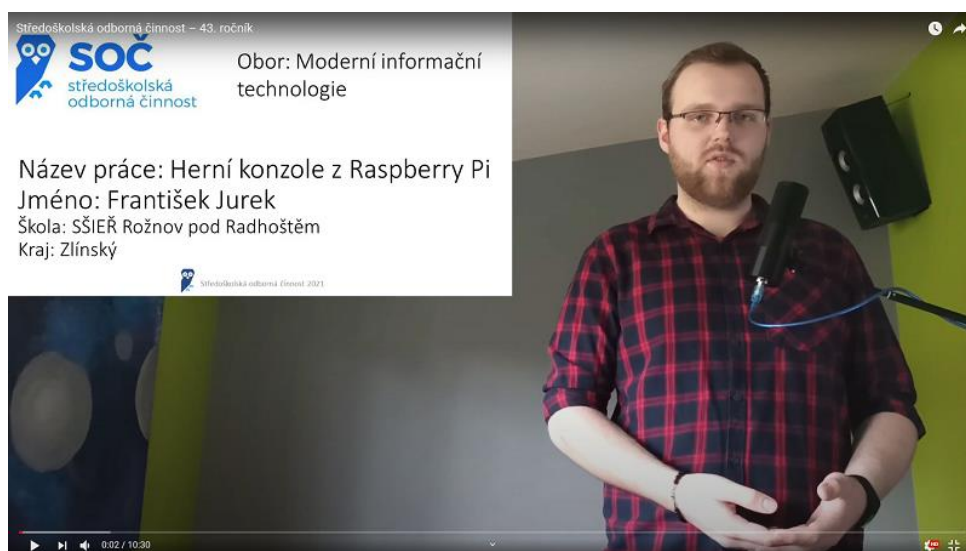 Středoškolská odborná činnost – 43. ročník
SOČ
středoškolská
odborná činnost
Obor: Moderní informační
technologie
Název práce: Herní konzole z Raspberry Pi
Jméno: František Jurek
Škola: SŠIEŘ Rožnov pod Radhoštěm
Kraj: Zlínský
Středoškolská odborná činnost 2021
0:02 / 10:30